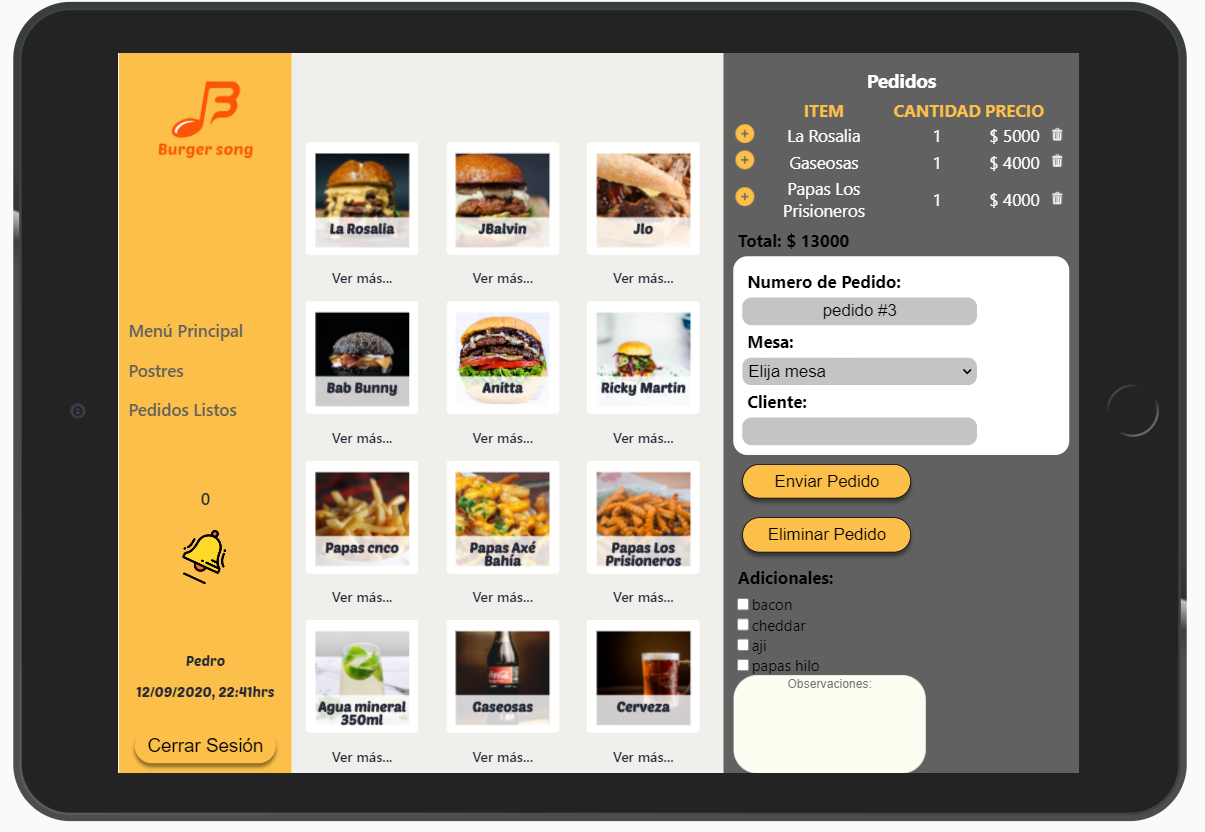 Burger song
Menú Principal
Postres
Pedidos Listos
0
Pedro
12/09/2020, 22:41hrs
Cerrar Sesión
La Rosalia
JBalvin
Jlo
Ver más...
Ver más...
Ver más...
Bab Bunny
Anitta
Ricky Martin
Ver más...
Ver más...
Ver más...
Papas cnco
Papas Axé
Bahía
Papas Los
Prisioneros
Ver más...
Ver más...
Ver más...
Agua mineral
350ml
Gaseosas
Cerveza
Ver más...
Ver más...
Ver más...
Pedidos
ITEM CANTIDAD PRECIO
La Rosalia 1 $ 5000
Gaseosas 1 $ 4000
Papas Los
Prisioneros 1 $ 4000
Total: $ 13000
Numero de Pedido:
pedido #3
Mesa:
Elija mesa
Cliente:
Enviar Pedido
Eliminar Pedido
Adicionales:
bacon
cheddar
aji
papas hilo
Observaciones: